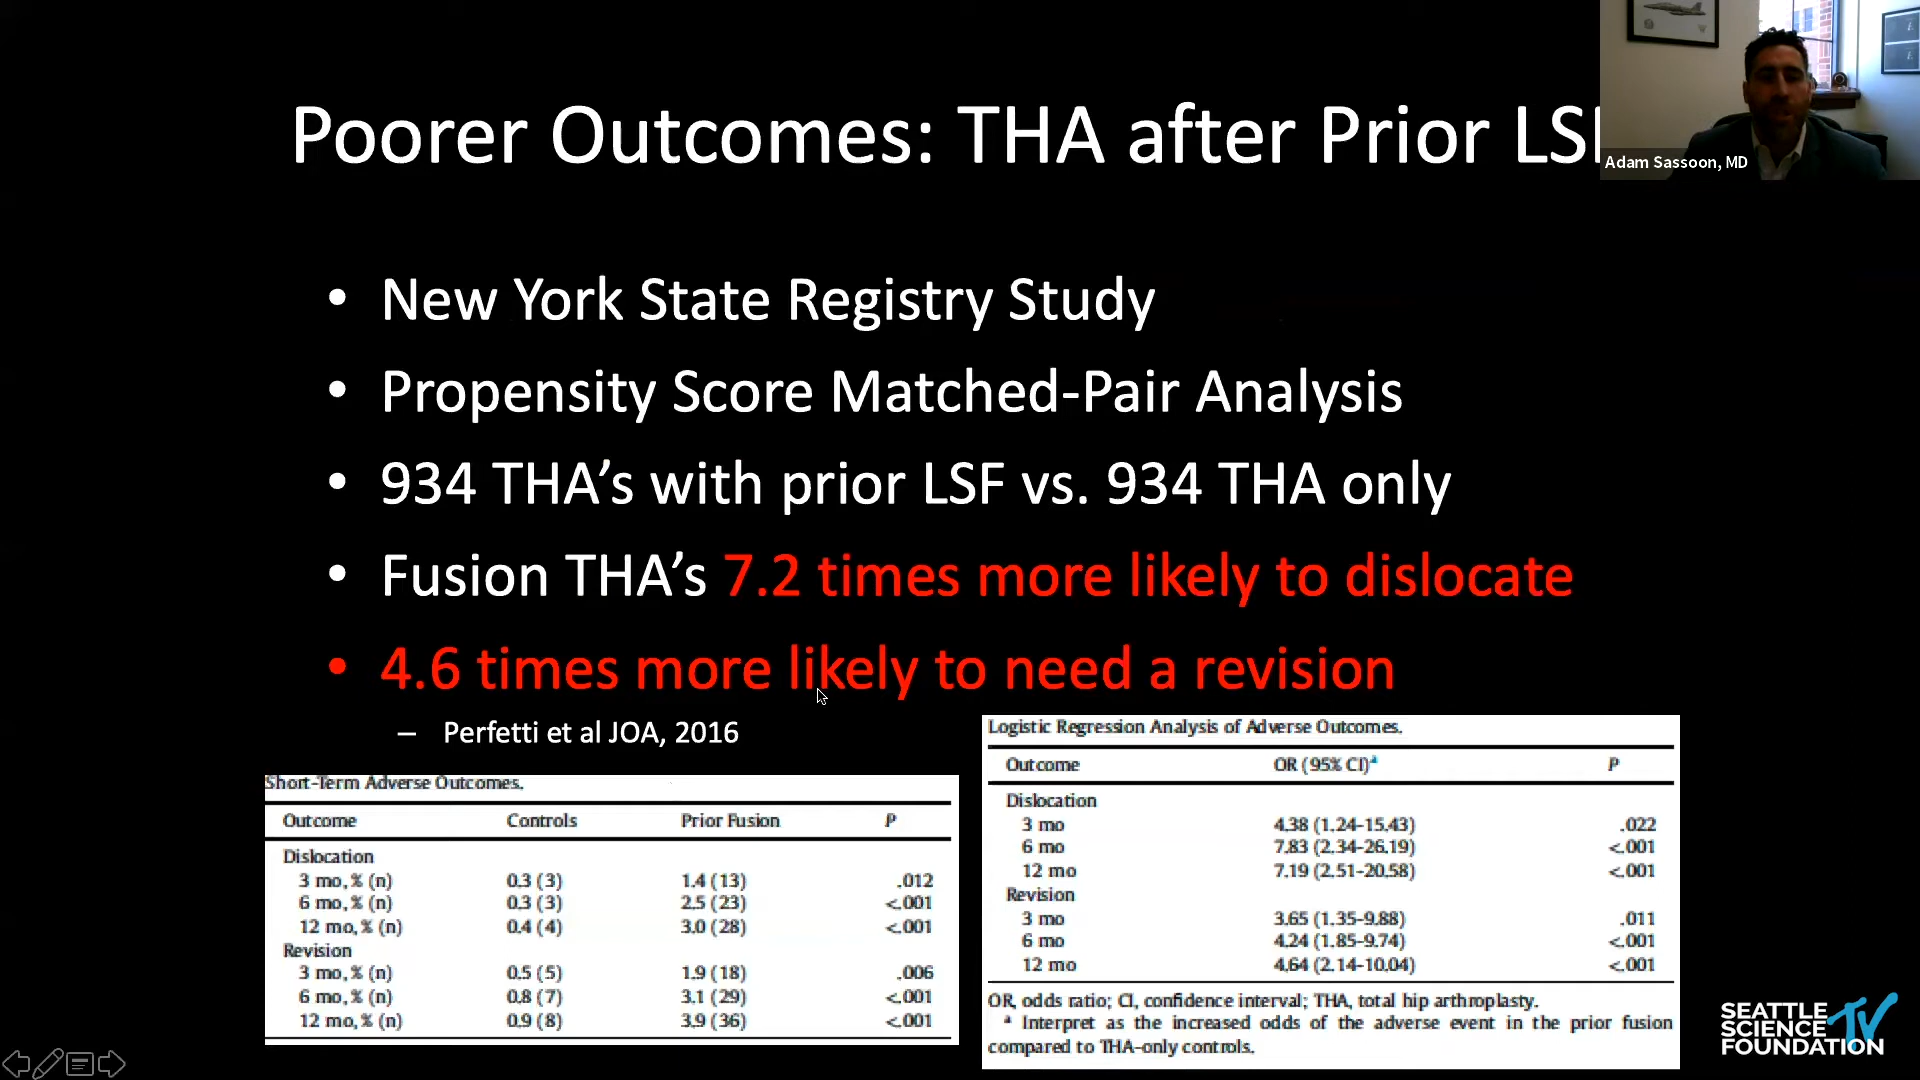 Poorer Outcomes: THA after Prior LSF
Adam Sassoon, MD
• New York State Registry Study
• Propensity Score Matched-Pair Analysis
• 934 THA’s with prior LSF vs. 934 THA only
• Fusion THA’s 7.2 times more likely to dislocate
• 4.6 times more likely to need a revision
– Perfetti et al JOA, 2016
Short-Term Adverse Outcomes.
Outcome Controls Prior Fusion P
Dislocation
3 mo, % (n) 0.3 (3) 1.4 (13) .012
6 mo, % (n) 0.3 (3) 2.5 (23) <.001
12 mo, % (n) 0.4 (4) 3.0 (28) <.001
Revision
3 mo, % (n) 0.5 (5) 1.9 (18) .006
6 mo, % (n) 0.8 (7) 3.1 (29) <.001
12 mo, % (n) 0.9 (8) 3.9 (36) <.001
Logistic Regression Analysis of Adverse Outcomes.
Outcome OR (95% CI)a P
Dislocation
3 mo 4.38 (1.24-15.43) .022
6 mo 7.83 (2.34-26.19) <.001
12 mo 7.19 (2.51-20.58) <.001
Revision
3 mo 3.65 (1.35-9.88) .011
6 mo 4.24 (1.85-9.74) <.001
12 mo 4.64 (2.14-10.04) <.001
OR, odds ratio; CI, confidence interval; THA, total hip arthroplasty.
a Interpret as the increased odds of the adverse event in the prior fusion
compared to THA-only controls.
SEATTLE
SCIENCE TV
FOUNDATION